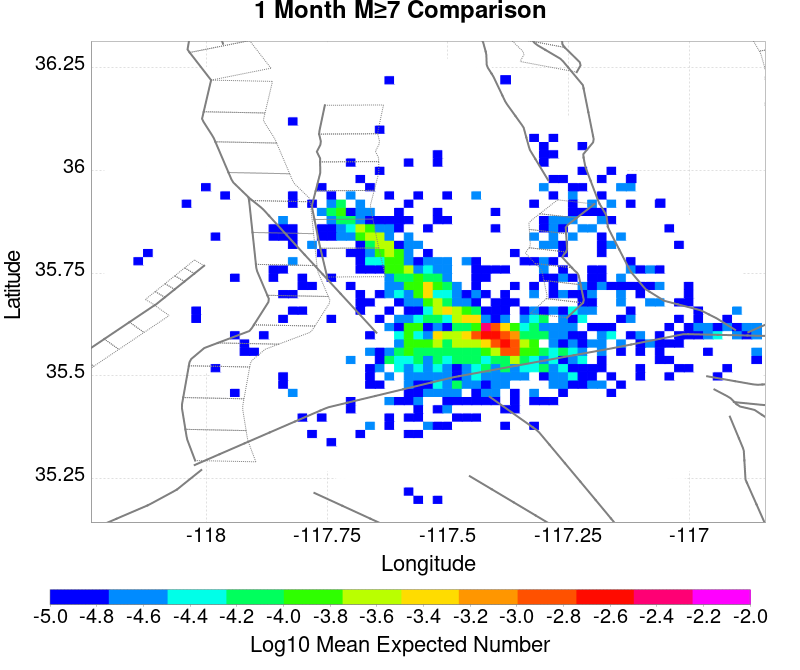 1 Month M≥7 Comparison
36.25
36
35.75
35.5
35.25
Latitude
-118 -117.75 -117.5 -117.25 -117
Longitude
-5.0 -4.8 -4.6 -4.4 -4.2 -4.0 -3.8 -3.6 -3.4 -3.2 -3.0 -2.8 -2.6 -2.4 -2.2 -2.0
Log10 Mean Expected Number